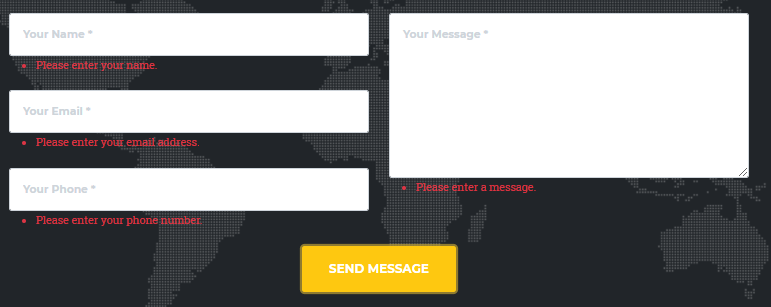 Your Name *
Please enter your name.
Your Email *
Please enter your email address.
Your Phone *
Please enter your phone number.
Your Message *
Please enter a message.
SEND MESSAGE